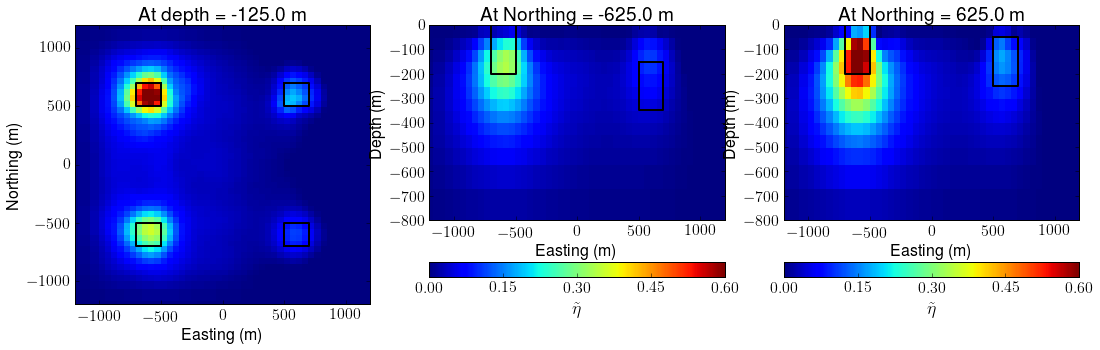 At depth = -125.0 m
1000
500
0
−500
−1000
Northing (m)
−1000 −500 0 500 1000
Easting (m)
At Northing = -625.0 m
0
−100
−200
−300
−400
−500
−600
−700
−800
Depth (m)
−1000 −500 0 500 1000
Easting (m)
0.00 0.15 0.30 0.45 0.60
η̃
At Northing = 625.0 m
0
−100
−200
−300
−400
−500
−600
−700
−800
Depth (m)
−1000 −500 0 500 1000
Easting (m)
0.00 0.15 0.30 0.45 0.60
η̃